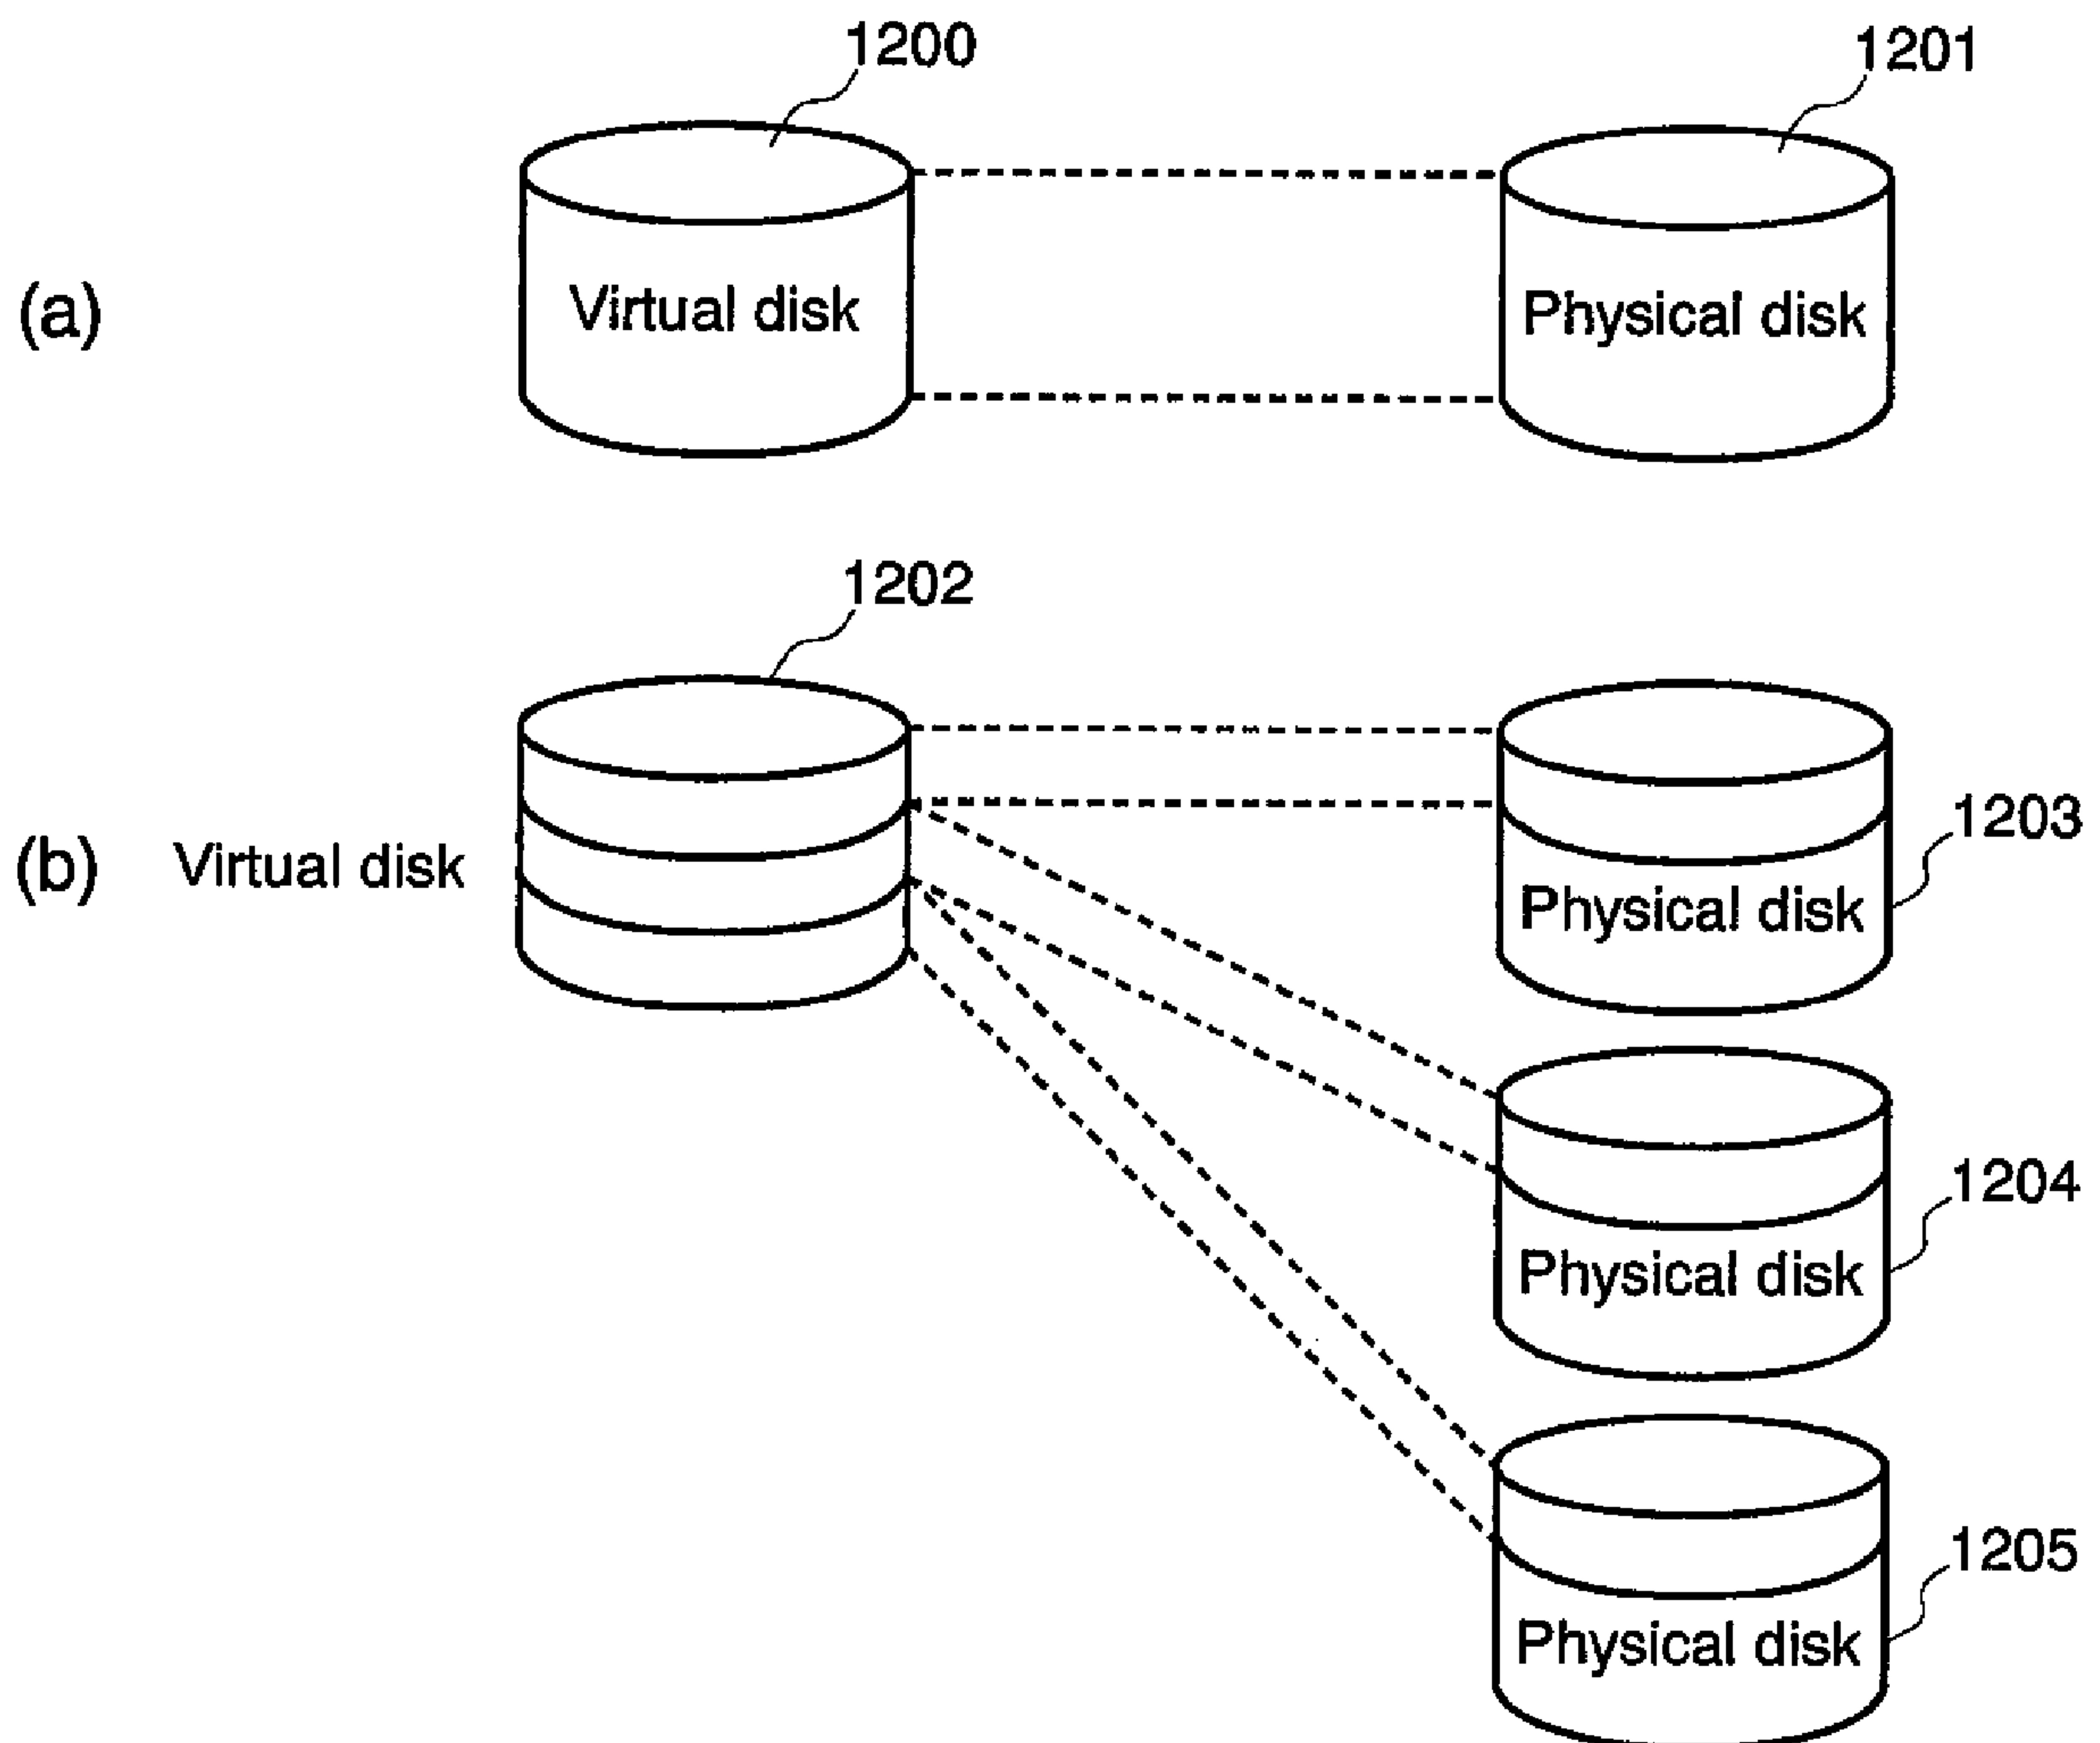 1200
1201
(a)
Virtual disk
Physical disk
1202
(b)
Virtual disk
1203
Physical disk
1204
Physical disk
1205
Physical disk